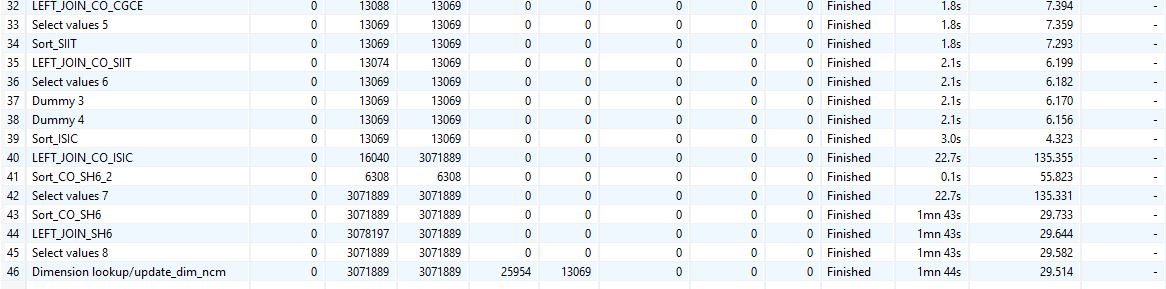 32 LEFT_JOIN_CO_CGCE 0 13088 13069 0 0 0 0 0 Finished 1.8s 7.394 -
33 Select values 5 0 13069 13069 0 0 0 0 0 Finished 1.8s 7.359 -
34 Sort_SIIT 0 13069 13069 0 0 0 0 0 Finished 1.8s 7.293 -
35 LEFT_JOIN_CO_SIIT 0 13074 13069 0 0 0 0 0 Finished 2.1s 6.199 -
36 Select values 6 0 13069 13069 0 0 0 0 0 Finished 2.1s 6.182 -
37 Dummy 3 0 13069 13069 0 0 0 0 0 Finished 2.1s 6.170 -
38 Dummy 4 0 13069 13069 0 0 0 0 0 Finished 2.1s 6.156 -
39 Sort_ISIC 0 13069 13069 0 0 0 0 0 Finished 3.0s 4.323 -
40 LEFT_JOIN_CO_ISIC 0 16040 3071889 0 0 0 0 0 Finished 22.7s 135.355 -
41 Sort_CO_SH6_2 0 6308 6308 0 0 0 0 0 Finished 0.1s 55.823 -
42 Select values 7 0 3071889 3071889 0 0 0 0 0 Finished 22.7s 135.331 -
43 Sort_CO_SH6 0 3071889 3071889 0 0 0 0 0 Finished 1mn 43s 29.733 -
44 LEFT_JOIN_SH6 0 3078197 3071889 0 0 0 0 0 Finished 1mn 43s 29.644 -
45 Select values 8 0 3071889 3071889 0 0 0 0 0 Finished 1mn 43s 29.582 -
46 Dimension lookup/update_dim_ncm 0 3071889 3071889 25954 13069 0 0 0 Finished 1mn 44s 29.514 -